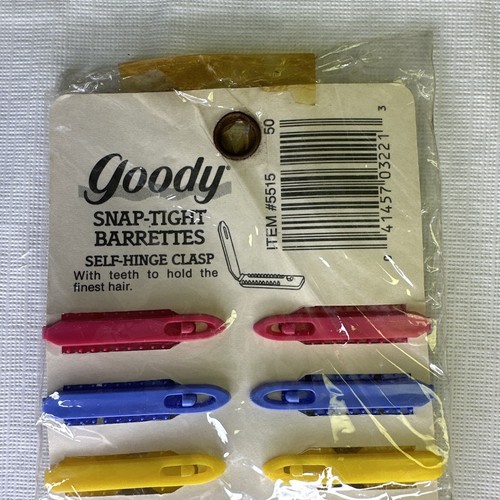 goody®
SNAP-TIGHT
BARRETTES
SELF-HINGE CLASP
With teeth to hold the
finest hair.
ITEM #5515 50
41457 03221 3